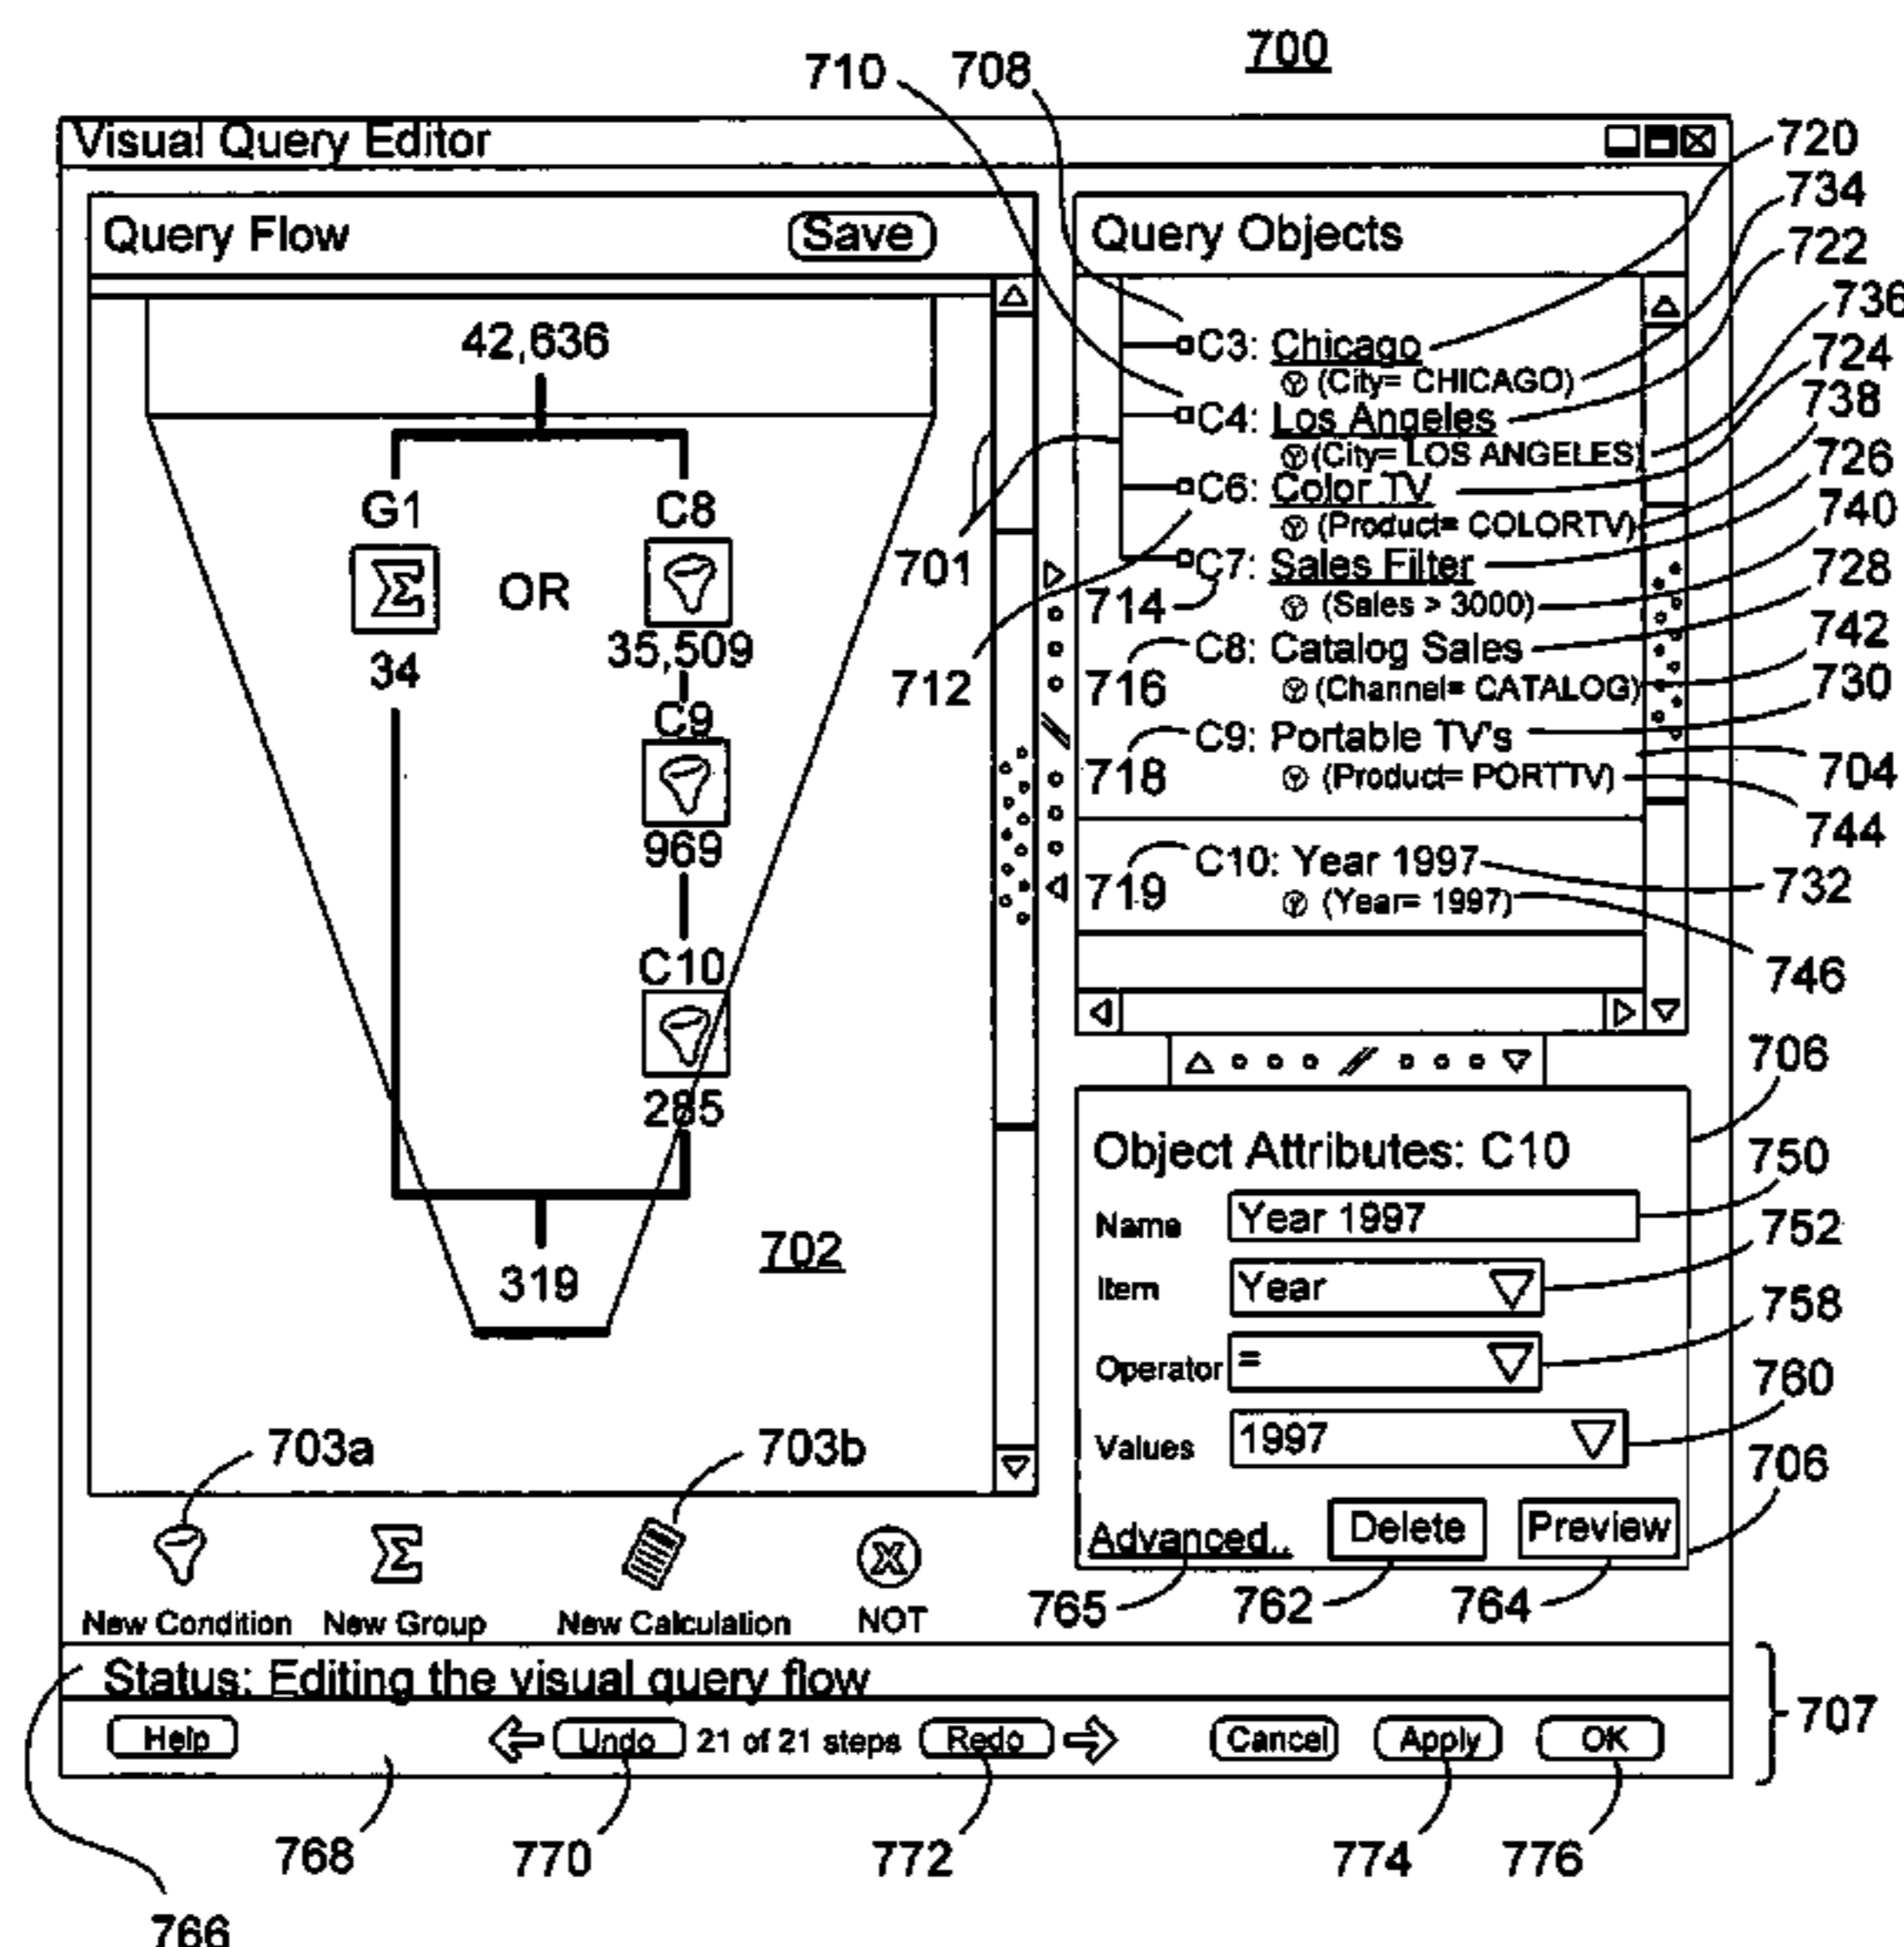 700
710 708
Visual Query Editor
720
734
722
736
724
738
726
740
728
742
730
704
744
732
746
Query Flow Save
42,636
G1 C8
OR
34 35,509
C9
969
C10
285
319
702
701
712
Query Objects
C3: Chicago
(City= CHICAGO)
C4: Los Angeles
(City= LOS ANGELES)
C6: Color TV
(Product= COLORTV)
C7: Sales Filter
714 (Sales > 3000)
C8: Catalog Sales
716 (Channel= CATALOG)
C9: Portable TV's
718 (Product= PORTTV)
C10: Year 1997
719 (Year= 1997)
706
Object Attributes: C10
750
Name Year 1997
752
Item Year
758
Operator =
760
Values 1997
706
Advanced.. Delete Preview
765 762 764
703a 703b
New Condition New Group New Calculation NOT
Status: Editing the visual query flow
707
Help Undo 21 of 21 steps Redo Cancel Apply OK
768 770 772 774 776
766